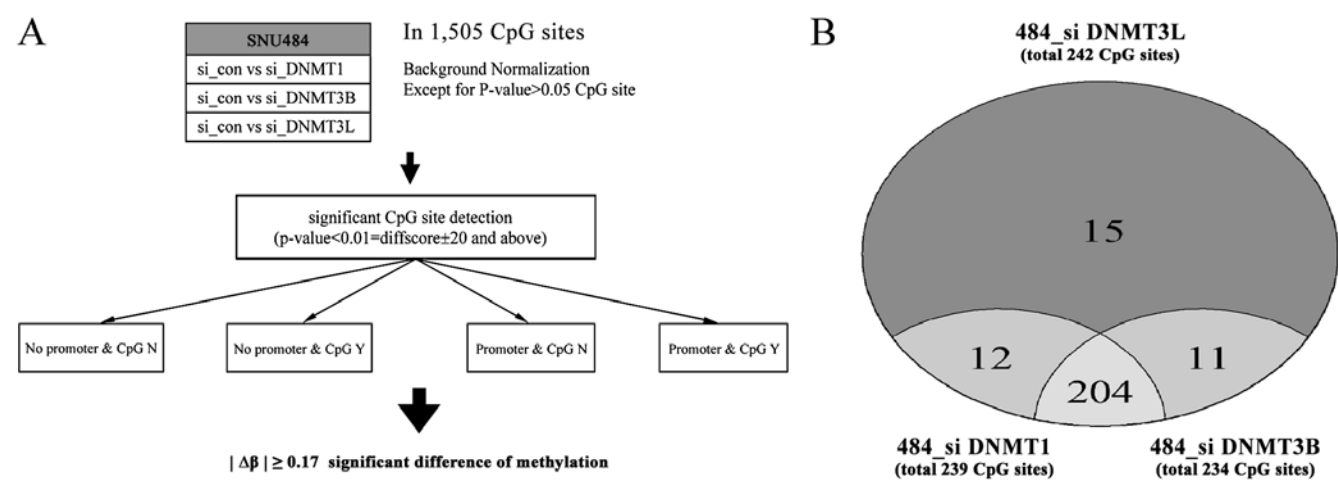 A
SNU484
si_con vs si_DNMT1
si_con vs si_DNMT3B
si_con vs si_DNMT3L
In 1,505 CpG sites
Background Normalization
Except for P-value>0.05 CpG site
significant CpG site detection
(p-value<0.01=diffscore±20 and above)
No promoter & CpG N
No promoter & CpG Y
Promoter & CpG N
Promoter & CpG Y
| Δβ | ≥ 0.17 significant difference of methylation
B
484_si DNMT3L
(total 242 CpG sites)
15
12
11
204
484_si DNMT1
(total 239 CpG sites)
484_si DNMT3B
(total 234 CpG sites)